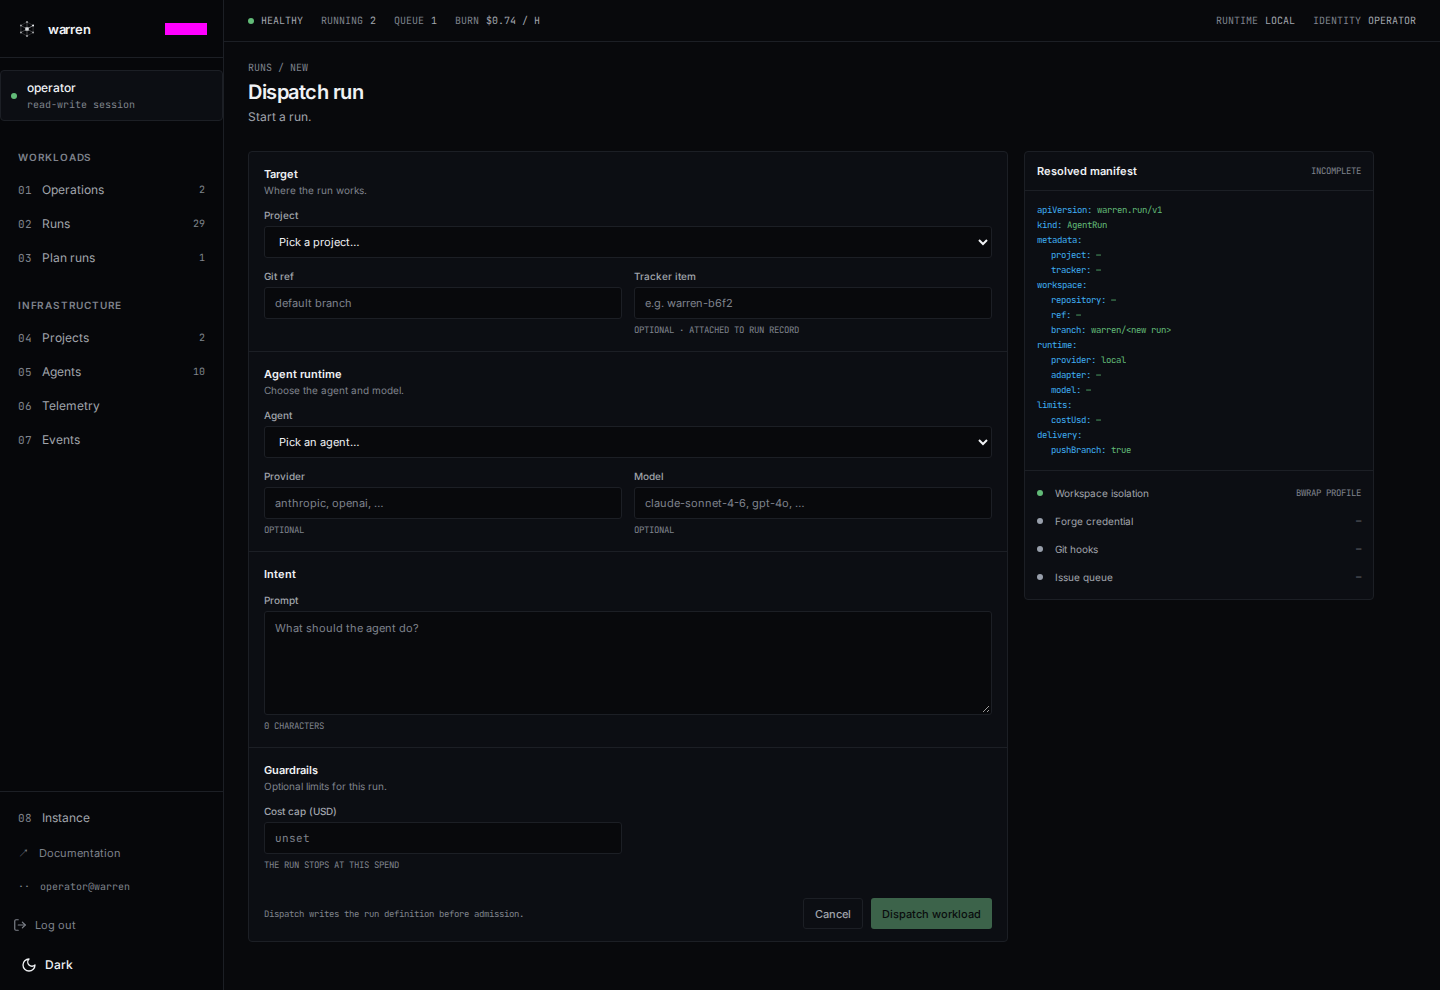 warren
operator
read-write session
WORKLOADS
01 Operations 2
02 Runs 29
03 Plan runs 1
INFRASTRUCTURE
04 Projects 2
05 Agents 10
06 Telemetry
07 Events
08 Instance
Documentation
operator@warren
Log out
Dark
HEALTHY RUNNING 2 QUEUE 1 BURN $0.74 / H
RUNTIME LOCAL IDENTITY OPERATOR
RUNS / NEW
Dispatch run
Start a run.
Target
Where the run works.
Project
Pick a project...
Git ref
default branch
Tracker item
e.g. warren-b6f2
OPTIONAL · ATTACHED TO RUN RECORD
Agent runtime
Choose the agent and model.
Agent
Pick an agent...
Provider
anthropic, openai, ...
OPTIONAL
Model
claude-sonnet-4-6, gpt-4o, ...
OPTIONAL
Intent
Prompt
What should the agent do?
0 CHARACTERS
Guardrails
Optional limits for this run.
Cost cap (USD)
unset
THE RUN STOPS AT THIS SPEND
Dispatch writes the run definition before admission.
Cancel
Dispatch workload
Resolved manifest INCOMPLETE
apiVersion: warren.run/v1
kind: AgentRun
metadata:
project: —
tracker: —
workspace:
repository: —
ref: —
branch: warren/<new run>
runtime:
provider: local
adapter: —
model: —
limits:
costUsd: —
delivery:
pushBranch: true
Workspace isolation BWRAP PROFILE
Forge credential —
Git hooks —
Issue queue —